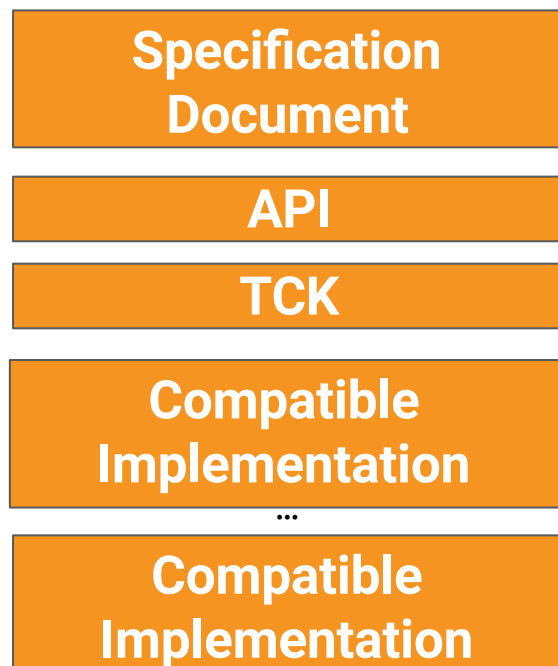 Specification
Document
API
TCK
Compatible
Implementation
...
Compatible
Implementation